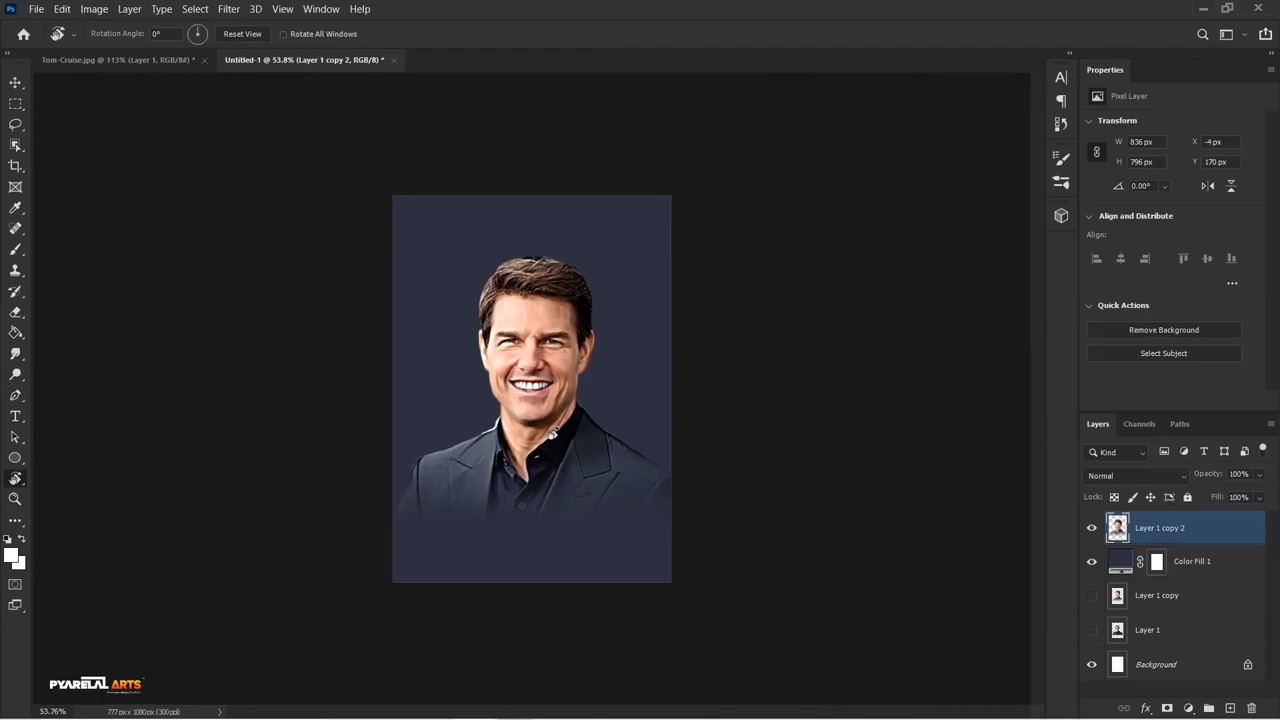 Ps File Edit Image Layer Type Select Filter 3D View Window Help
Rotation Angle: 0° Reset View Rotate All Windows
Tom-Cruise.jpg @ 113% (Layer 1, RGB/8#) * × Untitled-1 @ 53.8% (Layer 1 copy 2, RGB/8) * ×
Properties
Pixel Layer
Transform
W 836 px X -4 px
H 796 px Y 170 px
0.00°
Align and Distribute
Align:
Quick Actions
Remove Background
Select Subject
Layers Channels Paths
Kind
Normal Opacity: 100%
Lock: Fill: 100%
Layer 1 copy 2
Color Fill 1
Layer 1 copy
Layer 1
Background
PYARELAL ARTS
53.76% 777 px x 1080 px (300 ppi)